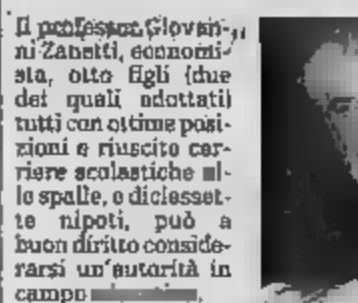 Il professor Giovan-
ni Zanetti, economi-
sta, otto figli (due
dei quali adottati)
tutti con ottime posi-
zioni e riuscite car-
riere scolastiche al-
le spalle, e diciasset-
te nipoti, può a
buon diritto conside-
rarsi un'autorità in
campo